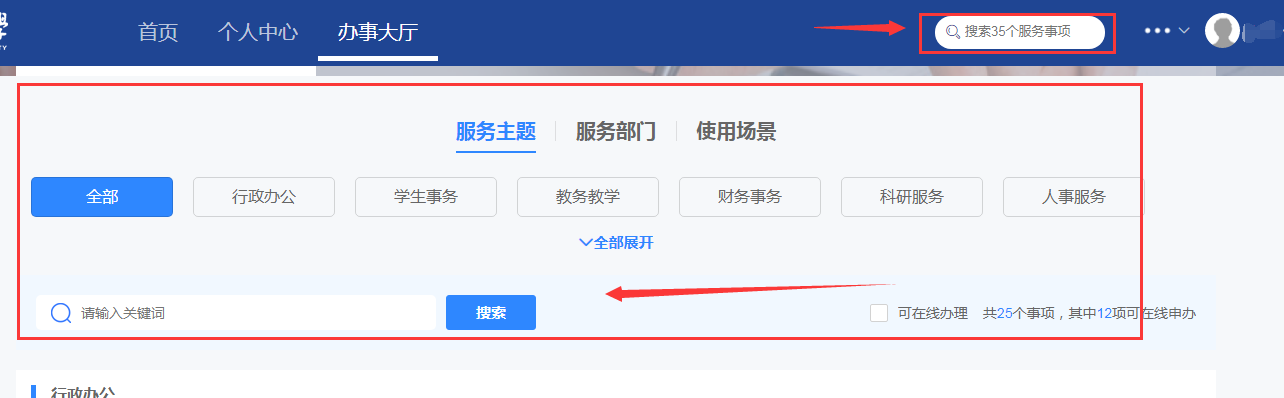 學
TY
首页 个人中心 办事大厅 搜索35个服务事项
服务主题 服务部门 使用场景
全部 行政办公 学生事务 教务教学 财务事务 科研服务 人事服务
全部展开
请输入关键词 搜索 可在线办理 共25个事项，其中12项可在线申办
行政办公